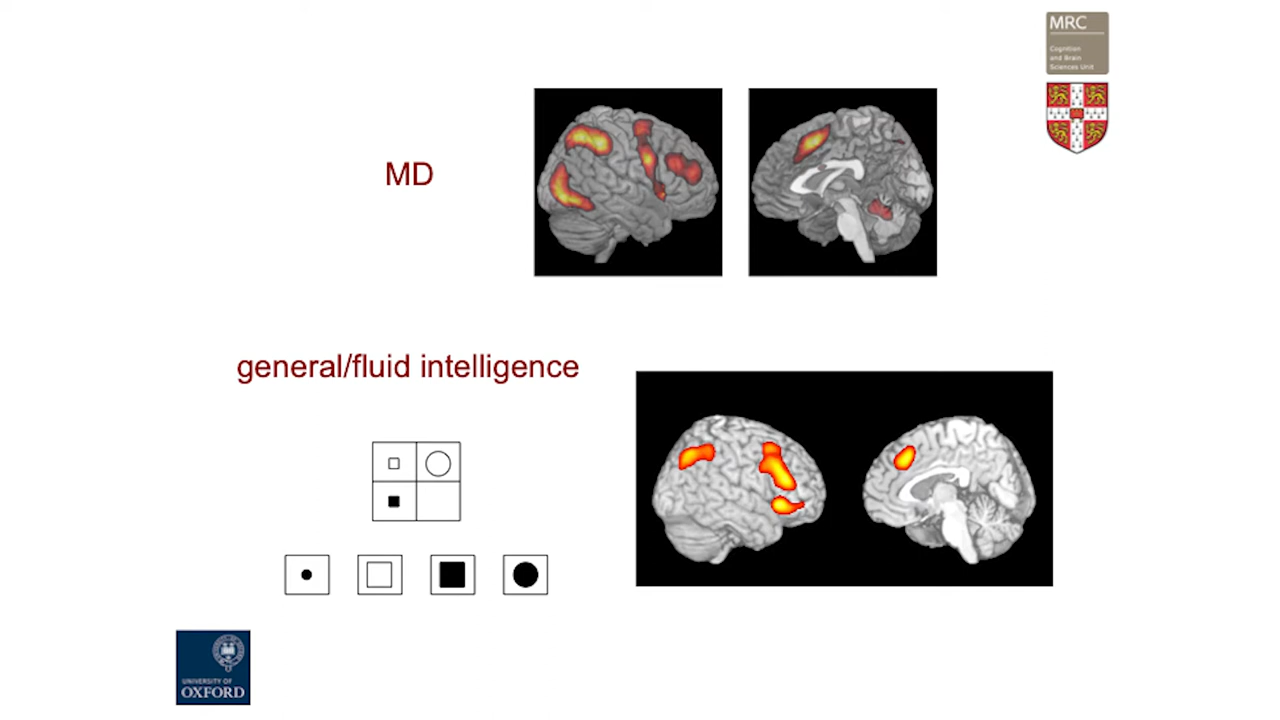 MRC
Cognition
and Brain
Sciences Unit
MD
general/fluid intelligence
UNIVERSITY OF
OXFORD